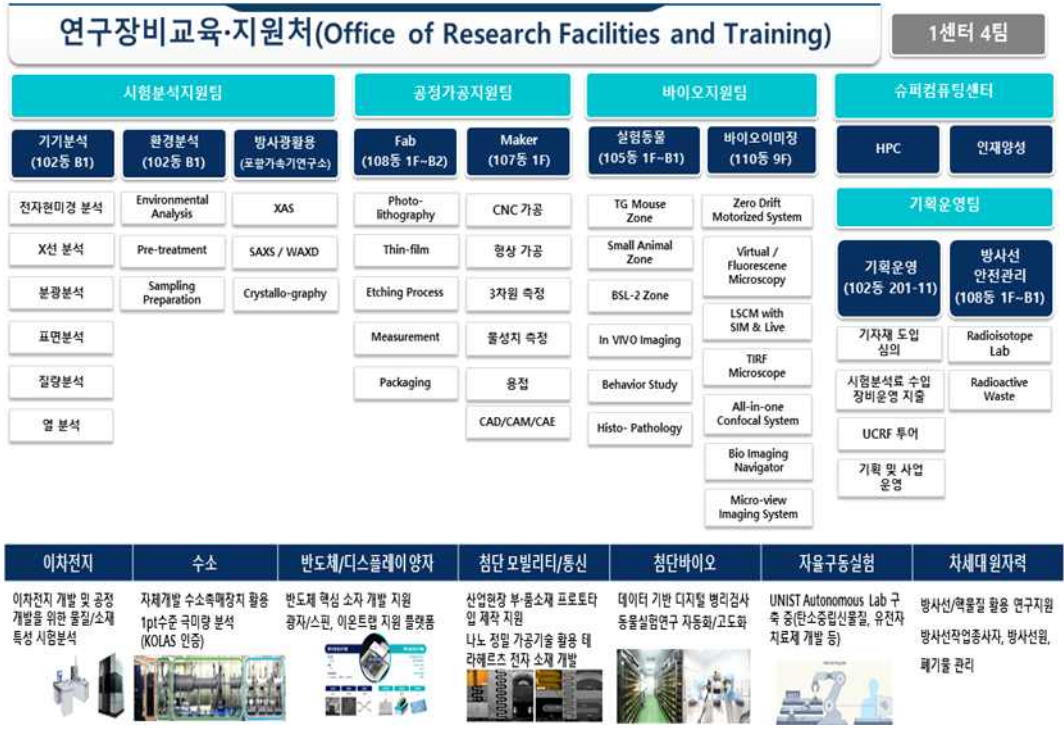 연구장비교육·지원처(Office of Research Facilities and Training)
1센터 4팀
시험분석지원팀
기기분석
(102동 B1)
전자현미경 분석
X선 분석
분광분석
표면분석
질량분석
열 분석
환경분석
(102동 B1)
Environmental
Analysis
Pre-treatment
Sampling
Preparation
방사광활용
(포항가속기연구소)
XAS
SAXS / WAXD
Crystallo-graphy
공정가공지원팀
Fab
(108동 1F~B2)
Photo-
lithography
Thin-film
Etching Process
Measurement
Packaging
Maker
(107동 1F)
CNC 가공
형상 가공
3차원 측정
물성치 측정
용접
CAD/CAM/CAE
바이오지원팀
실험동물
(105동 1F~B1)
TG Mouse
Zone
Small Animal
Zone
BSL-2 Zone
In VIVO Imaging
Behavior Study
Histo- Pathology
바이오이미징
(110동 9F)
Zero Drift
Motorized System
Virtual /
Fluorescene
Microscopy
LSCM with
SIM & Live
TIRF
Microscope
All-in-one
Confocal System
Bio Imaging
Navigator
Micro-view
Imaging System
슈퍼컴퓨팅센터
HPC
인재양성
기획운영팀
기획운영
(102동 201-11)
기자재 도입
심의
시험분석료 수입
장비운영 지출
UCRF 투어
기획 및 사업
운영
방사선
안전관리
(108동 1F~B1)
Radioisotope
Lab
Radioactive
Waste
이차전지
이차전지 개발 및 공정
개발을 위한 물질/소재
특성 시험분석
수소
자체개발 수소측매장치 활용
1pt수준 극미량 분석
(KOLAS 인증)
반도체/디스플레이 양자
반도체 핵심 소자 개발 지원
광자/스핀, 이온트랩 지원 플랫폼
첨단 모빌리티/통신
산업현장 부·품소재 프로토타
입 제작 지원
나노 정밀 가공기술 활용 테
라헤르츠 전자 소재 개발
첨단바이오
데이터 기반 디지털 병리검사
동물실험연구 자동화/고도화
자율구동실험
UNIST Autonomous Lab 구
축 중(탄소중립신물질, 유전자
치료제 개발 등)
차세대 원자력
방사선/핵물질 활용 연구지원
방사선작업종사자, 방사선원,
폐기물 관리